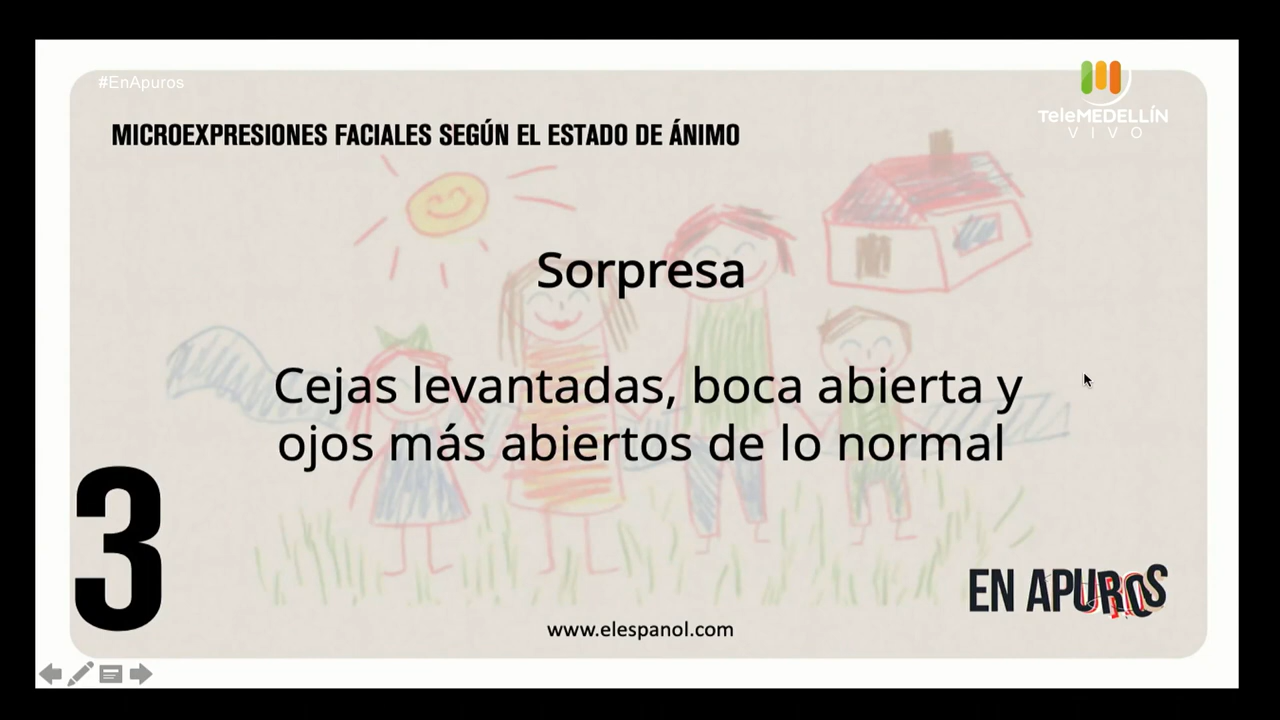 #EnApuros
TeleMEDELLÍN
VIVO
MICROEXPRESIONES FACIALES SEGÚN EL ESTADO DE ÁNIMO
Sorpresa
Cejas levantadas, boca abierta y
ojos más abiertos de lo normal
3
EN APUROS
www.elespanol.com